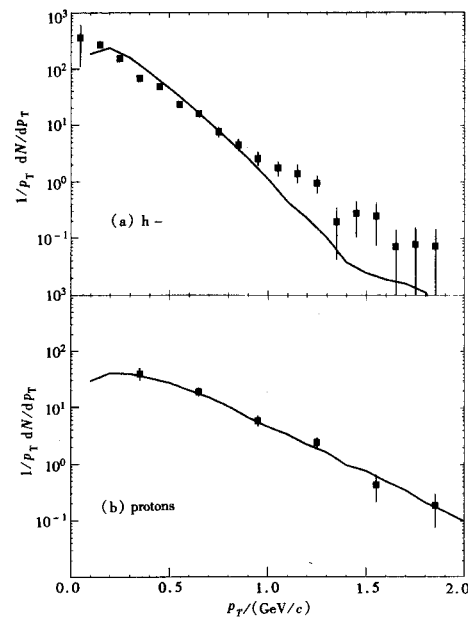 10³
10²
10¹
10⁰
10⁻¹
1/p_T dN/dp_T
(a) h −
10³
10²
10¹
10⁰
10⁻¹
1/p_T dN/dp_T
(b) protons
0.0 0.5 1.0 1.5 2.0
p_T/(GeV/c)